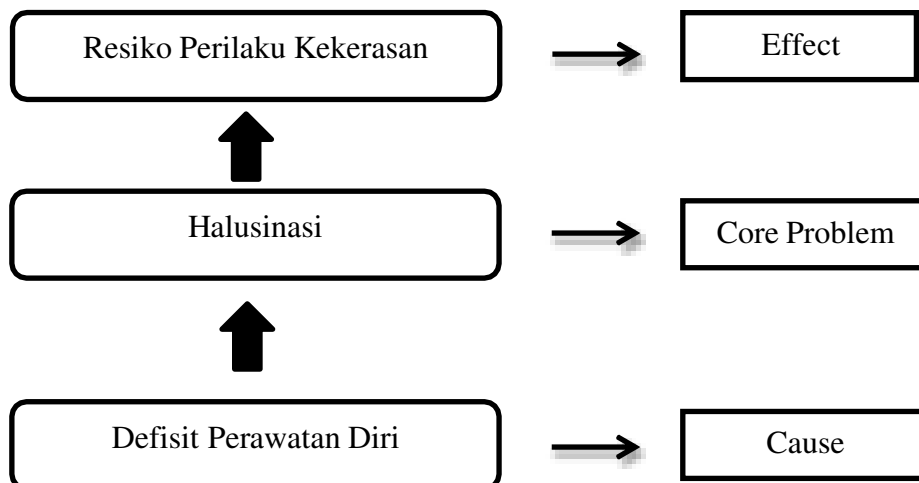 Resiko Perilaku Kekerasan
Effect
Halusinasi
Core Problem
Defisit Perawatan Diri
Cause